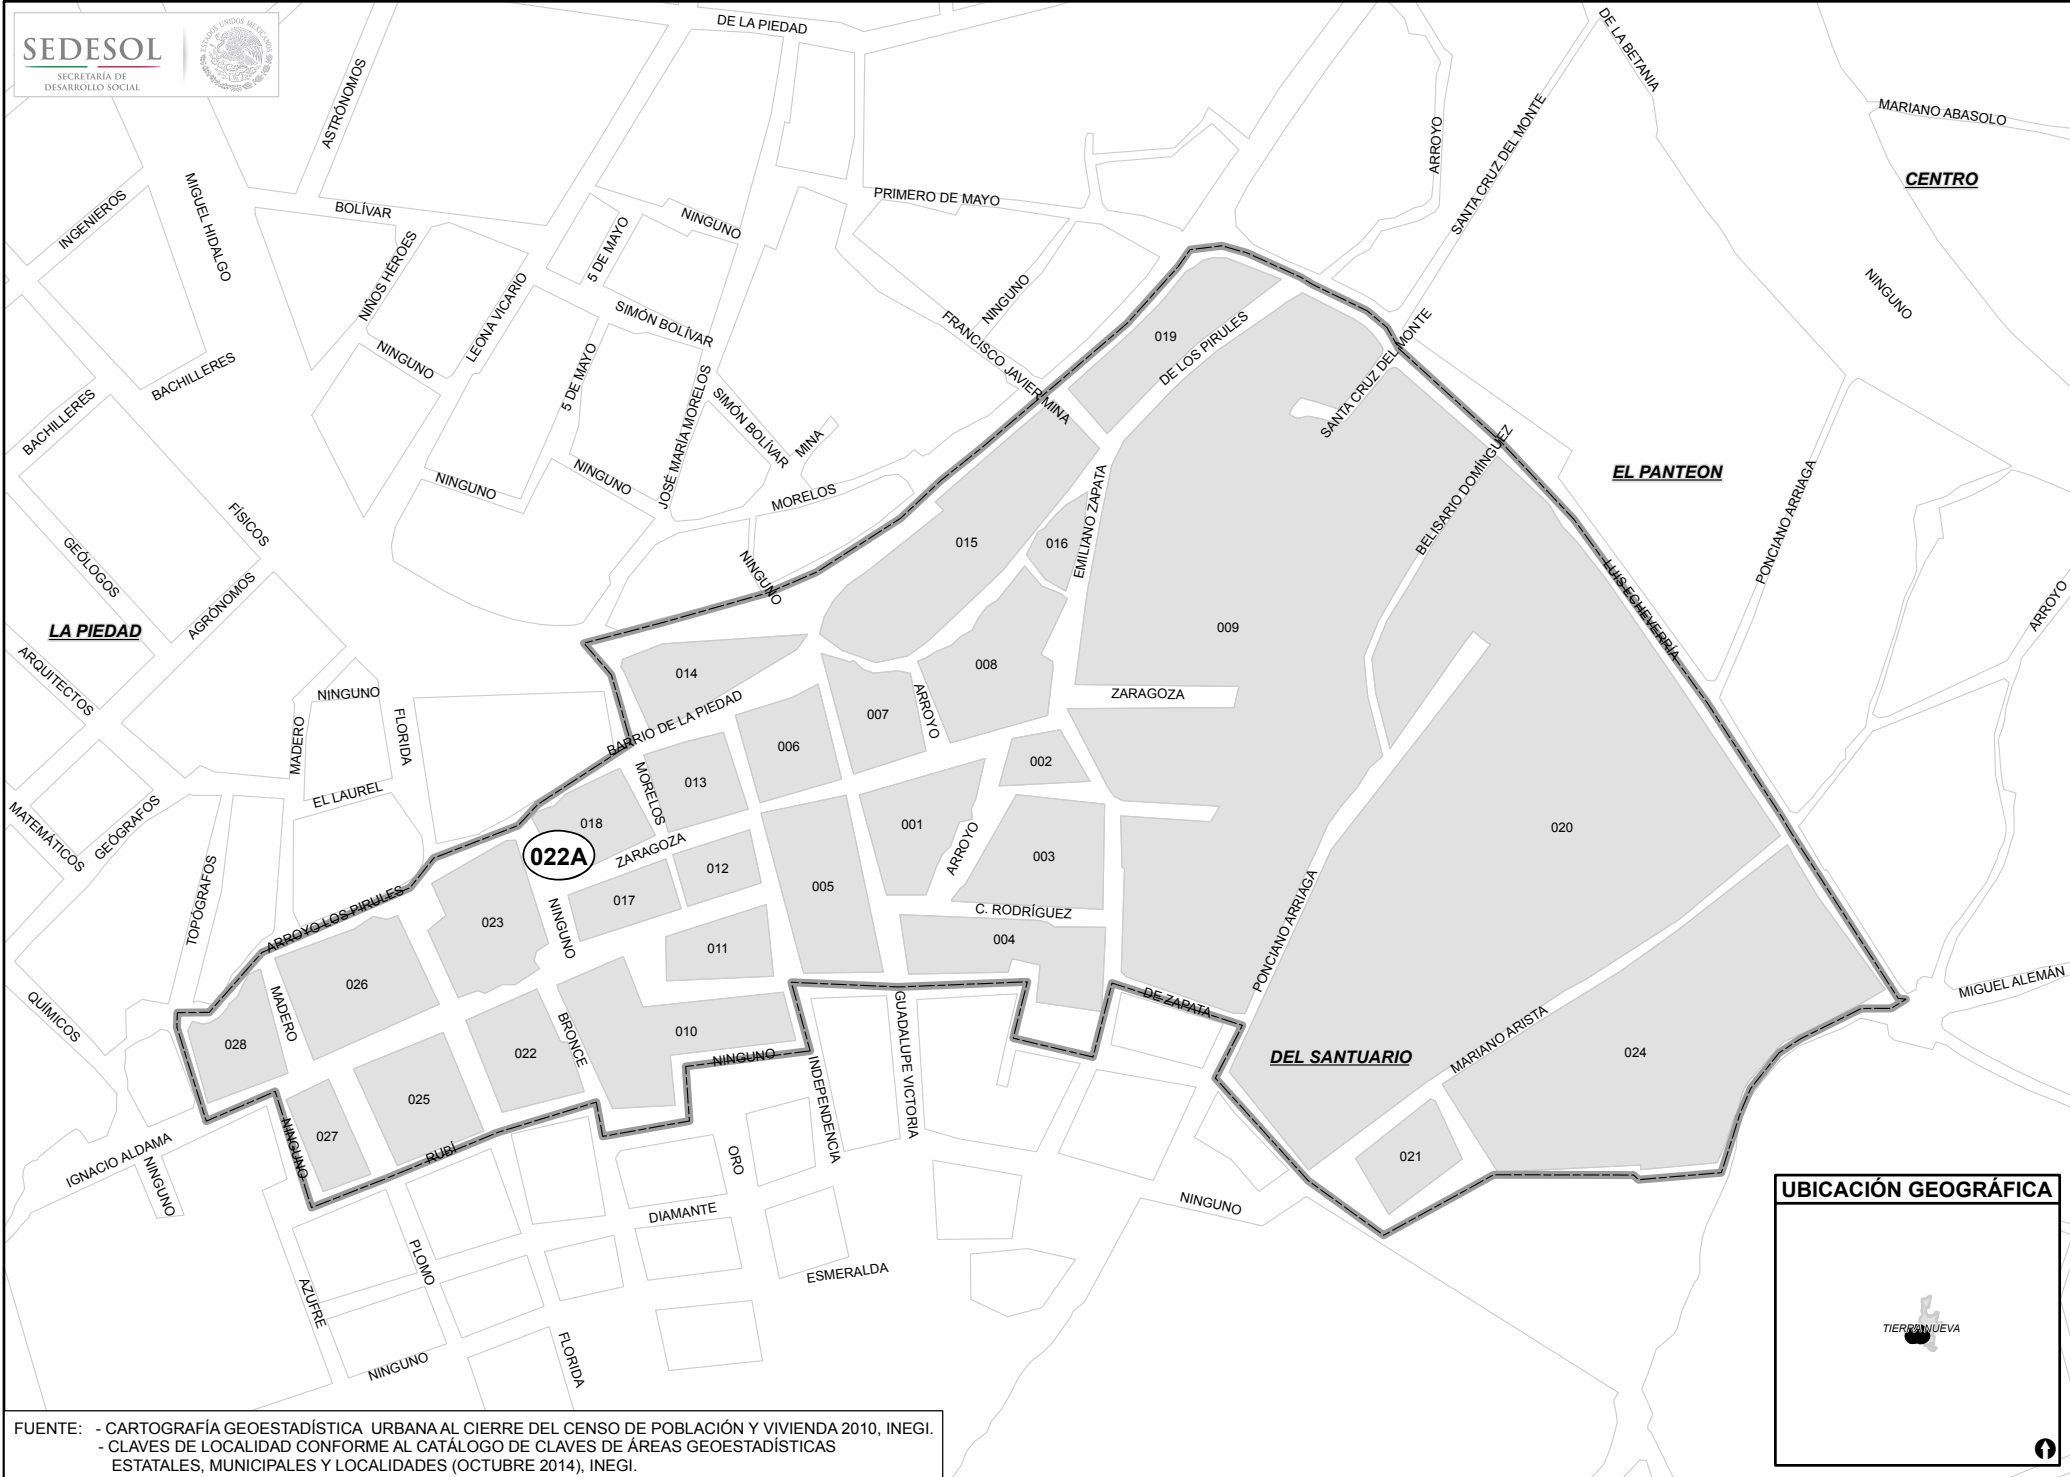 SEDESOL
SECRETARÍA DE
DESARROLLO SOCIAL
ESTADOS UNIDOS MEXICANOS
DE LA PIEDAD
DE LA BETANIA
MARIANO ABASOLO
CENTRO
ASTRÓNOMOS
ARROYO
SANTA CRUZ DEL MONTE
INGENIEROS
MIGUEL HIDALGO
BOLÍVAR
NIÑOS HÉROES
5 DE MAYO
NINGUNO
PRIMERO DE MAYO
NINGUNO
LEONA VICARIO
SIMÓN BOLÍVAR
NINGUNO
FRANCISCO JAVIER MINA
019
DE LOS PIRULES
SANTA CRUZ DEL MONTE
BACHILLERES
BACHILLERES
NINGUNO
5 DE MAYO
JOSÉ MARÍA MORELOS
SIMÓN BOLÍVAR
MINA
NINGUNO
NINGUNO
MORELOS
BELISARIO DOMÍNGUEZ
EL PANTEON
PONCIANO ARRIAGA
FÍSICOS
GEÓLOGOS
AGRÓNOMOS
NINGUNO
015
016
EMILIANO ZAPATA
LUIS ECHEVERRÍA
ARROYO
LA PIEDAD
ARQUITECTOS
NINGUNO
009
014
008
BARRIO DE LA PIEDAD
007
ARROYO
ZARAGOZA
MADERO
FLORIDA
006
002
013
MORELOS
EL LAUREL
MATEMÁTICOS
GEÓGRAFOS
018
022A
ZARAGOZA
001
ARROYO
003
020
012
005
017
TOPÓGRAFOS
ARROYO LOS PIRULES
023
NINGUNO
C. RODRÍGUEZ
004
011
PONCIANO ARRIAGA
026
QUÍMICOS
MADERO
028
022
BRONCE
010
NINGUNO
GUADALUPE VICTORIA
INDEPENDENCIA
DE ZAPATA
DEL SANTUARIO
MARIANO ARISTA
024
MIGUEL ALEMÁN
025
027
NINGUNO
RUBÍ
IGNACIO ALDAMA
NINGUNO
ORO
021
NINGUNO
DIAMANTE
PLOMO
AZUFRE
ESMERALDA
NINGUNO
FLORIDA
UBICACIÓN GEOGRÁFICA
TIERRA NUEVA
FUENTE: - CARTOGRAFÍA GEOESTADÍSTICA URBANA AL CIERRE DEL CENSO DE POBLACIÓN Y VIVIENDA 2010, INEGI.
- CLAVES DE LOCALIDAD CONFORME AL CATÁLOGO DE CLAVES DE ÁREAS GEOESTADÍSTICAS
ESTATALES, MUNICIPALES Y LOCALIDADES (OCTUBRE 2014), INEGI.